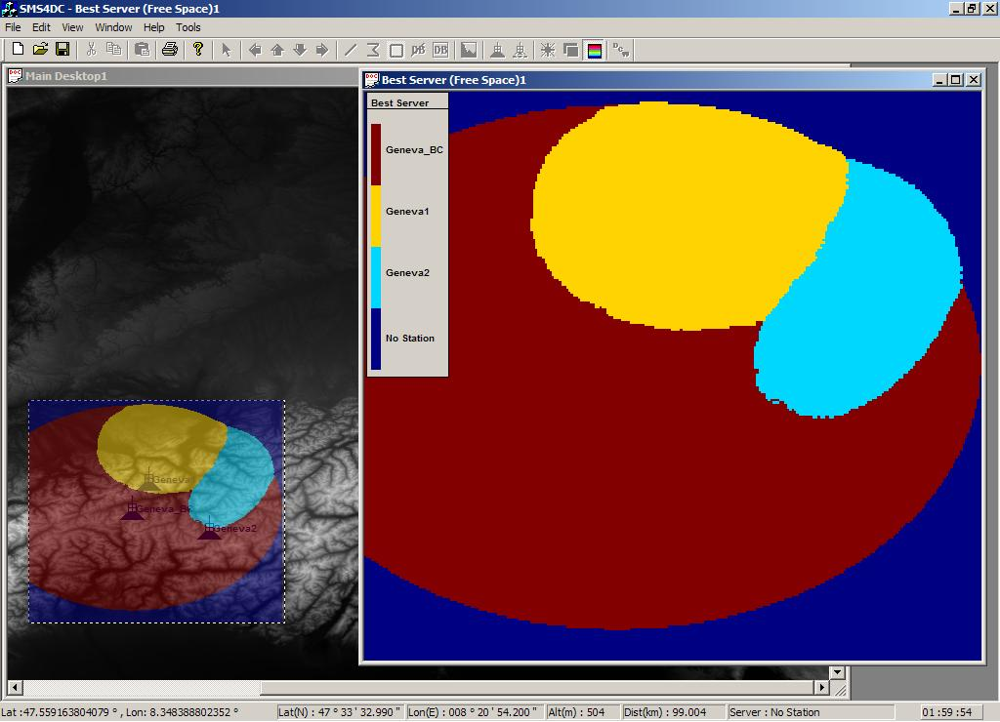 SMS4DC - Best Server (Free Space)1
File Edit View Window Help Tools
Main Desktop1
Best Server (Free Space)1
Best Server
Geneva_BC
Geneva1
Geneva2
No Station
Geneva2
Lat :47.559163804079 ° , Lon: 8.348388802352 ° Lat(N) : 47 ° 33 ' 32.990 " Lon(E) : 008 ° 20 ' 54.200 " Alt(m) : 504 Dist(km) : 99.004 Server : No Station 01:59:54